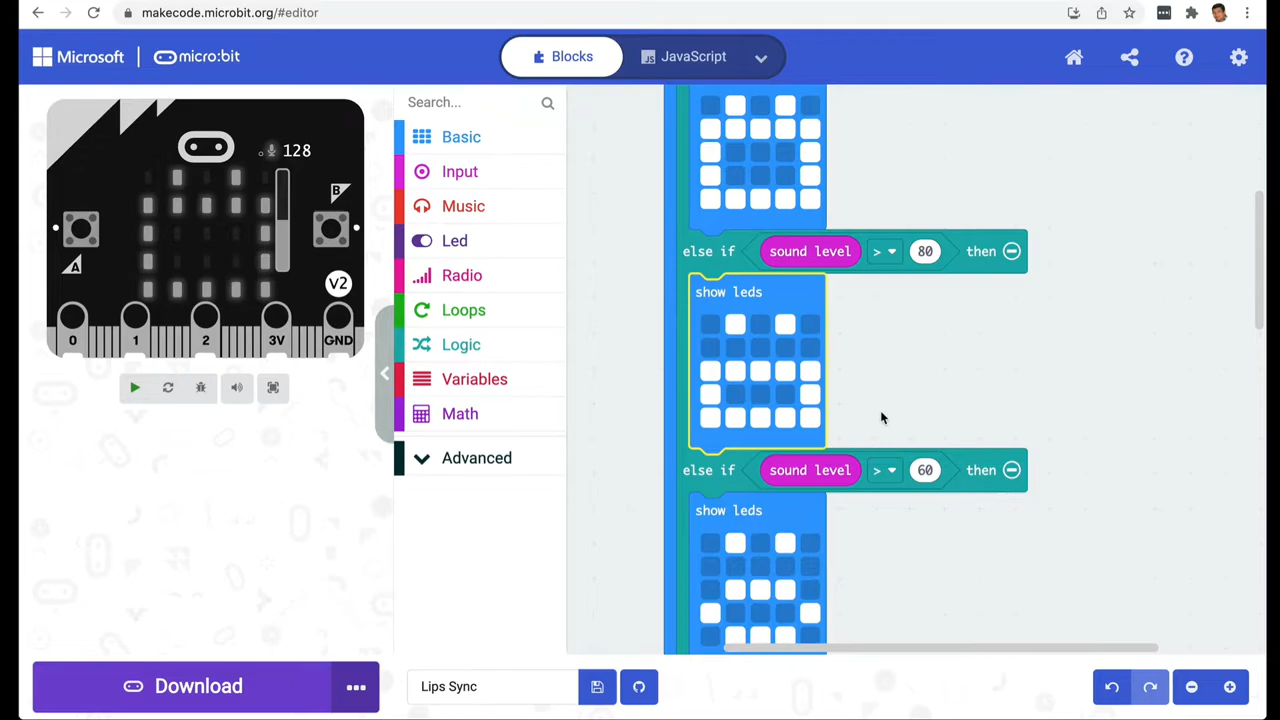 makecode.microbit.org/#editor
Microsoft
micro:bit
Blocks
JavaScript
JS
128
B
A
V2
0
1
2
3V
GND
Search...
Basic
Input
Music
Led
Radio
Loops
Logic
Variables
Math
Advanced
else if sound level > 80 then
show leds
else if sound level > 60 then
show leds
Download
Lips Sync